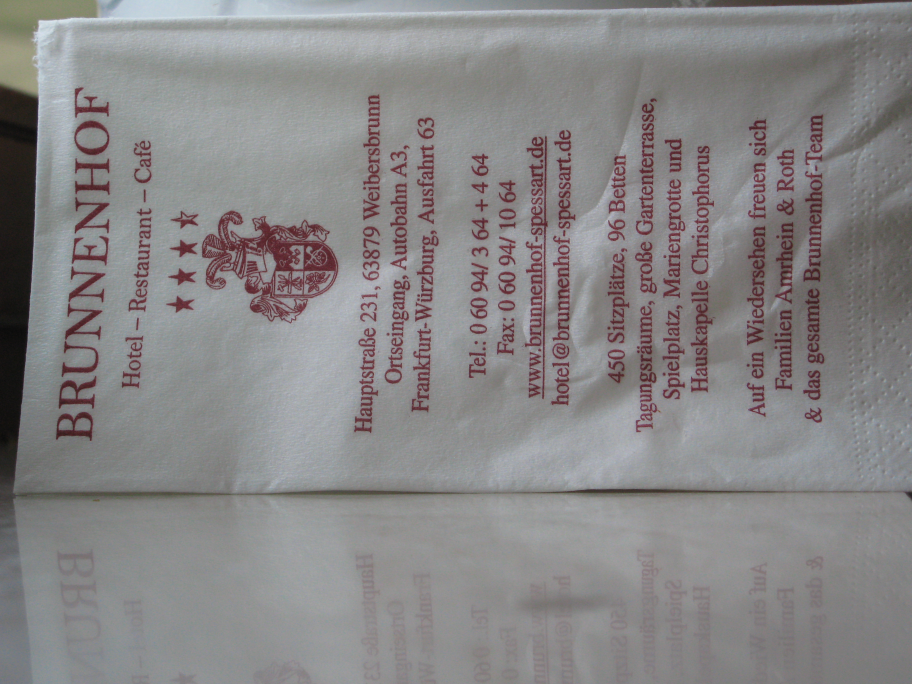 BRUNNENHOF
Hotel – Restaurant – Café
Hauptstraße 231, 63879 Weibersbrunn
Ortseingang, Autobahn A3,
Frankfurt-Würzburg, Ausfahrt 63
Tel.: 0 60 94/ 3 64 + 4 64
Fax: 0 60 94/ 10 64
www.brunnenhof-spessart.de
hotel@brunnenhof-spessart.de
450 Sitzplätze, 96 Betten
Tagungsräume, große Gartenterrasse,
Spielplatz, Mariengrotte und
Hauskapelle Christophorus
Auf ein Wiedersehen freuen sich
Familien Amrhein & Roth
& das gesamte Brunnenhof-Team